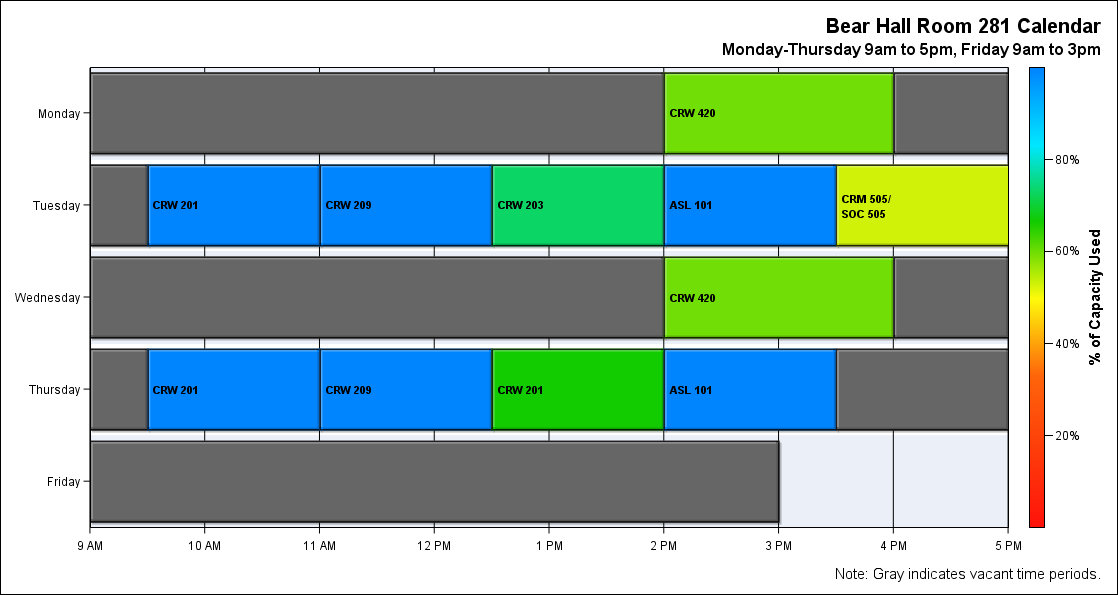 Bear Hall Room 281 Calendar
Monday-Thursday 9am to 5pm, Friday 9am to 3pm
Monday
CRW 420
Tuesday
CRW 201
CRW 209
CRW 203
ASL 101
CRM 505/
SOC 505
Wednesday
CRW 420
Thursday
CRW 201
CRW 209
CRW 201
ASL 101
Friday
9 AM
10 AM
11 AM
12 PM
1 PM
2 PM
3 PM
4 PM
5 PM
80%
60%
40%
20%
% of Capacity Used
Note: Gray indicates vacant time periods.